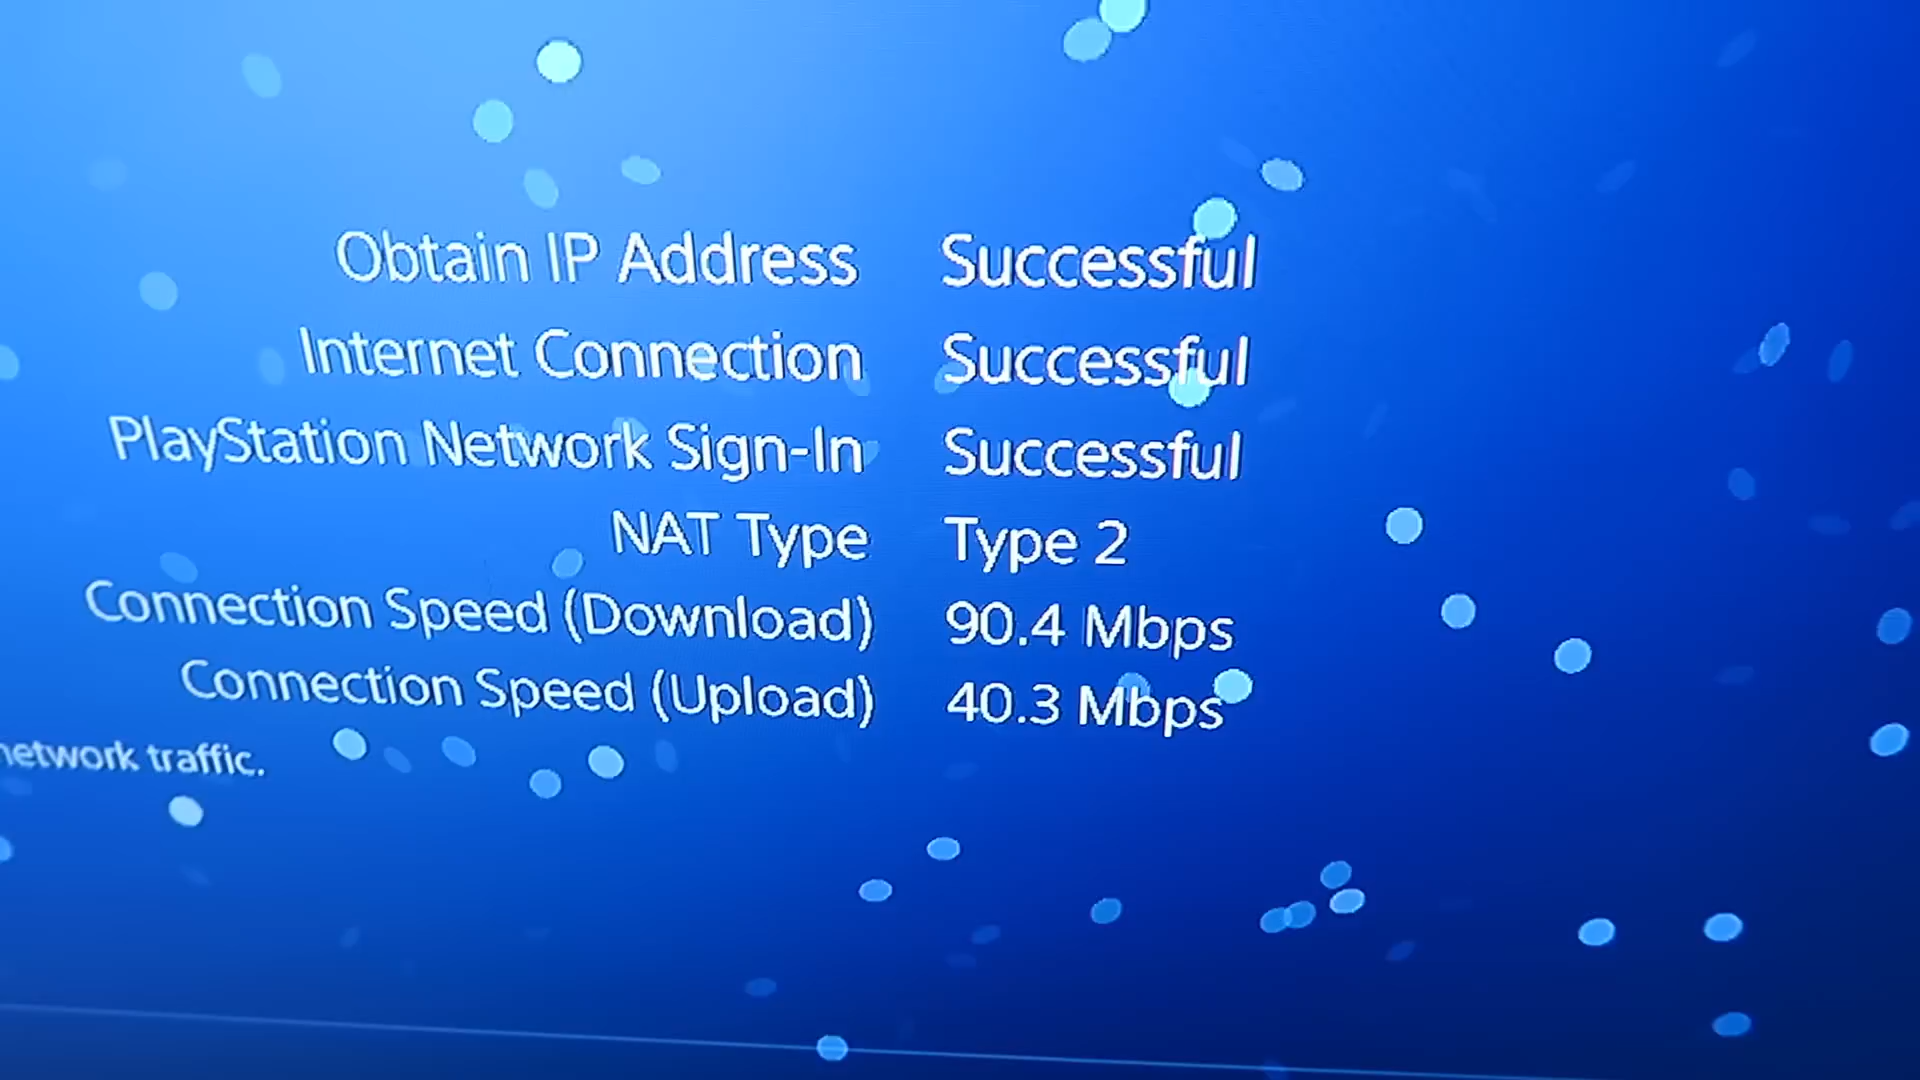 Obtain IP Address Successful
Internet Connection Successful
PlayStation Network Sign-In Successful
NAT Type Type 2
Connection Speed (Download) 90.4 Mbps
Connection Speed (Upload) 40.3 Mbps
network traffic.